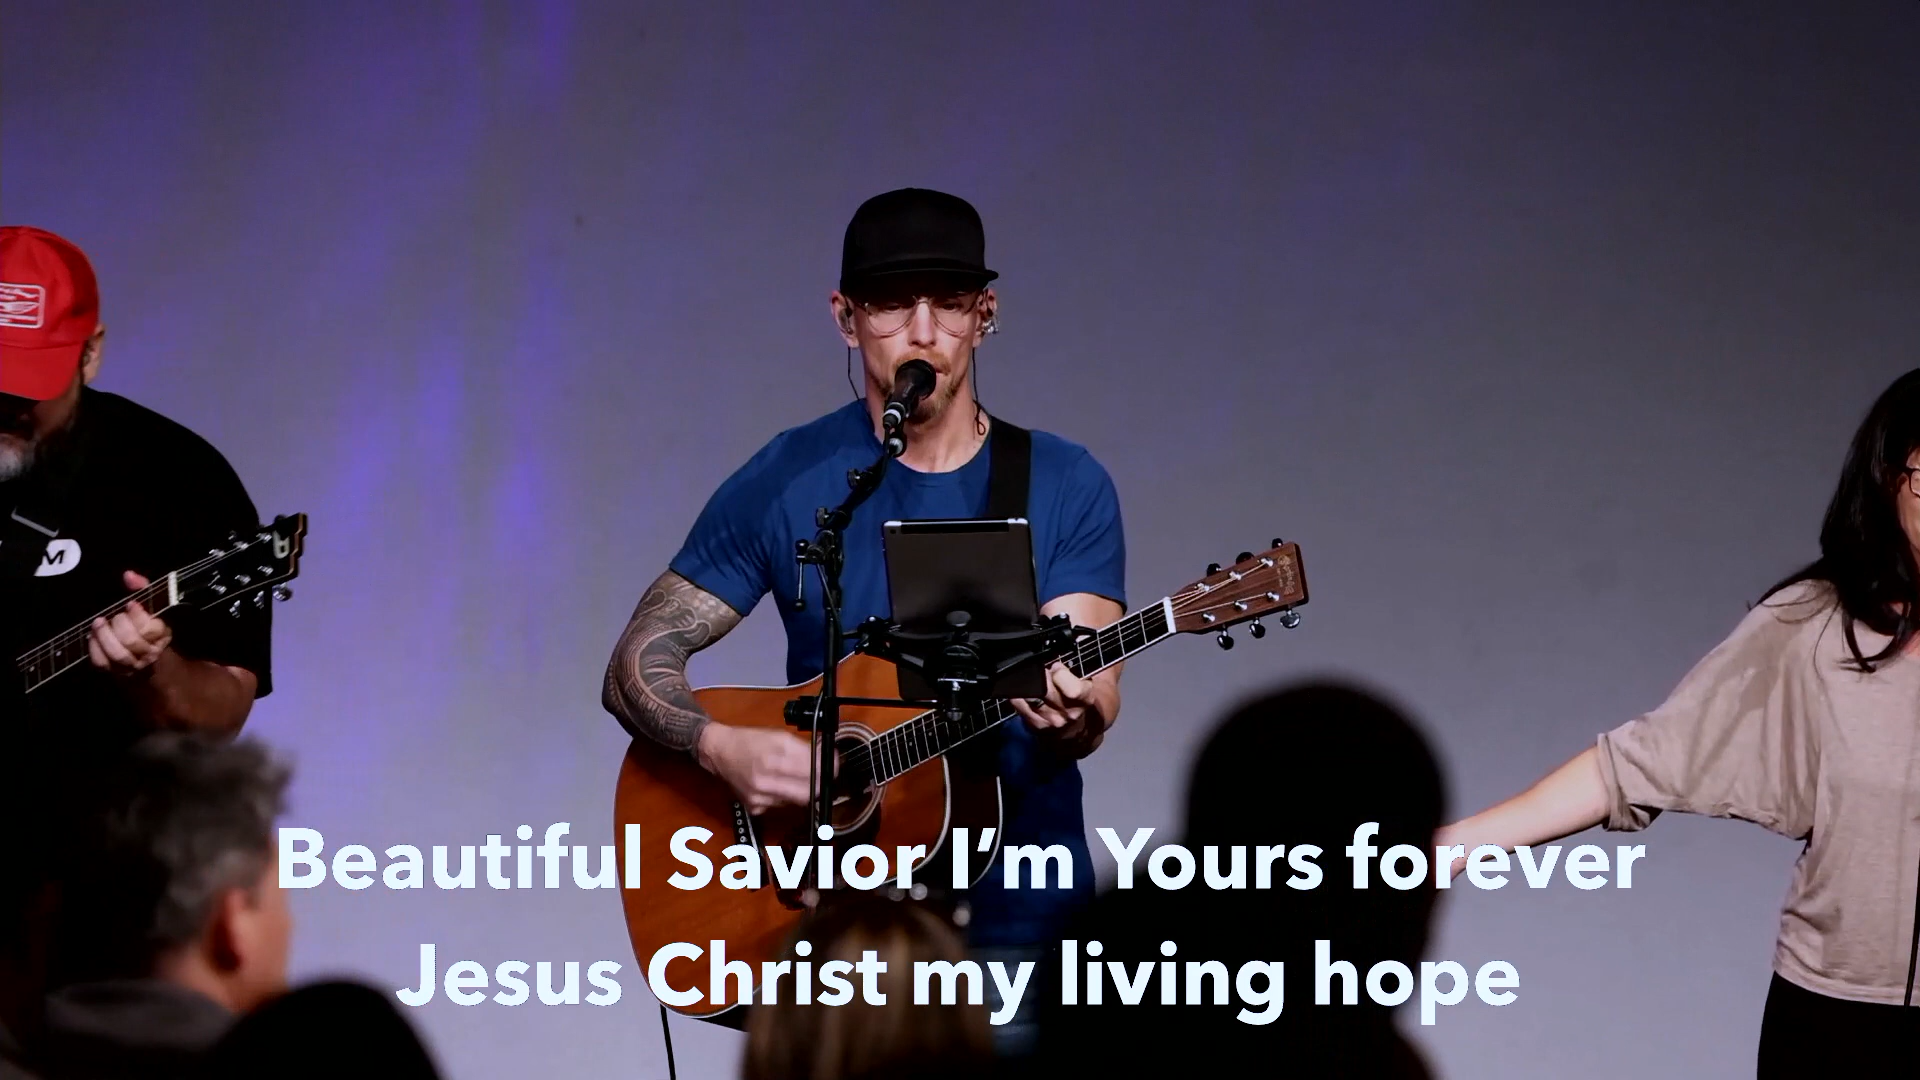 Beautiful Savior I’m Yours forever
Jesus Christ my living hope
M